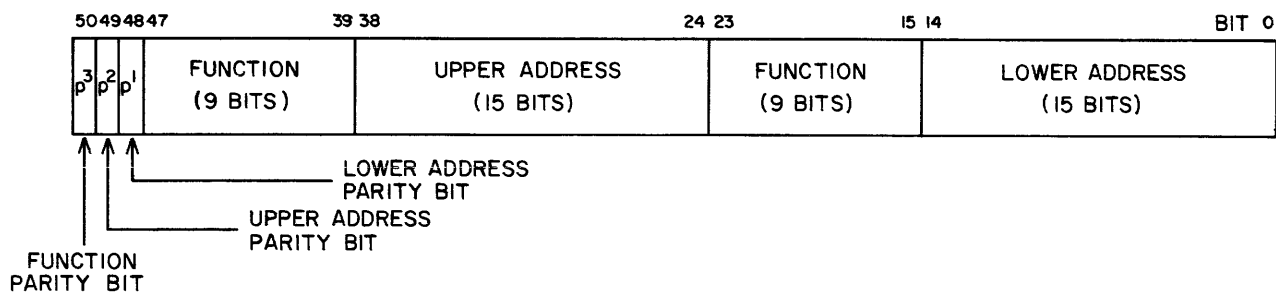 50 49 48 47 39 38 24 23 15 14 BIT 0
p3 p2 p1 FUNCTION UPPER ADDRESS FUNCTION LOWER ADDRESS
(9 BITS) (15 BITS) (9 BITS) (15 BITS)
LOWER ADDRESS
PARITY BIT
UPPER ADDRESS
PARITY BIT
FUNCTION
PARITY BIT